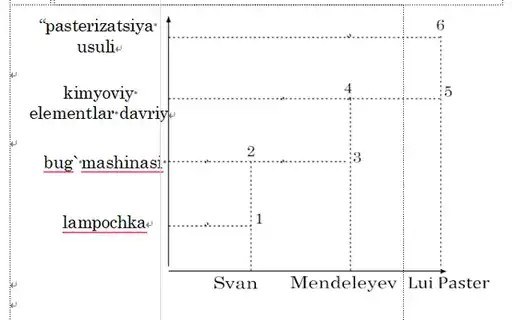 “pasterizatsiya
usuli
6
kimyoviy
elementlar davriy
4
5
bug`mashinasi
2
3
lampochka
1
Svan
Mendeleyev
Lui Paster